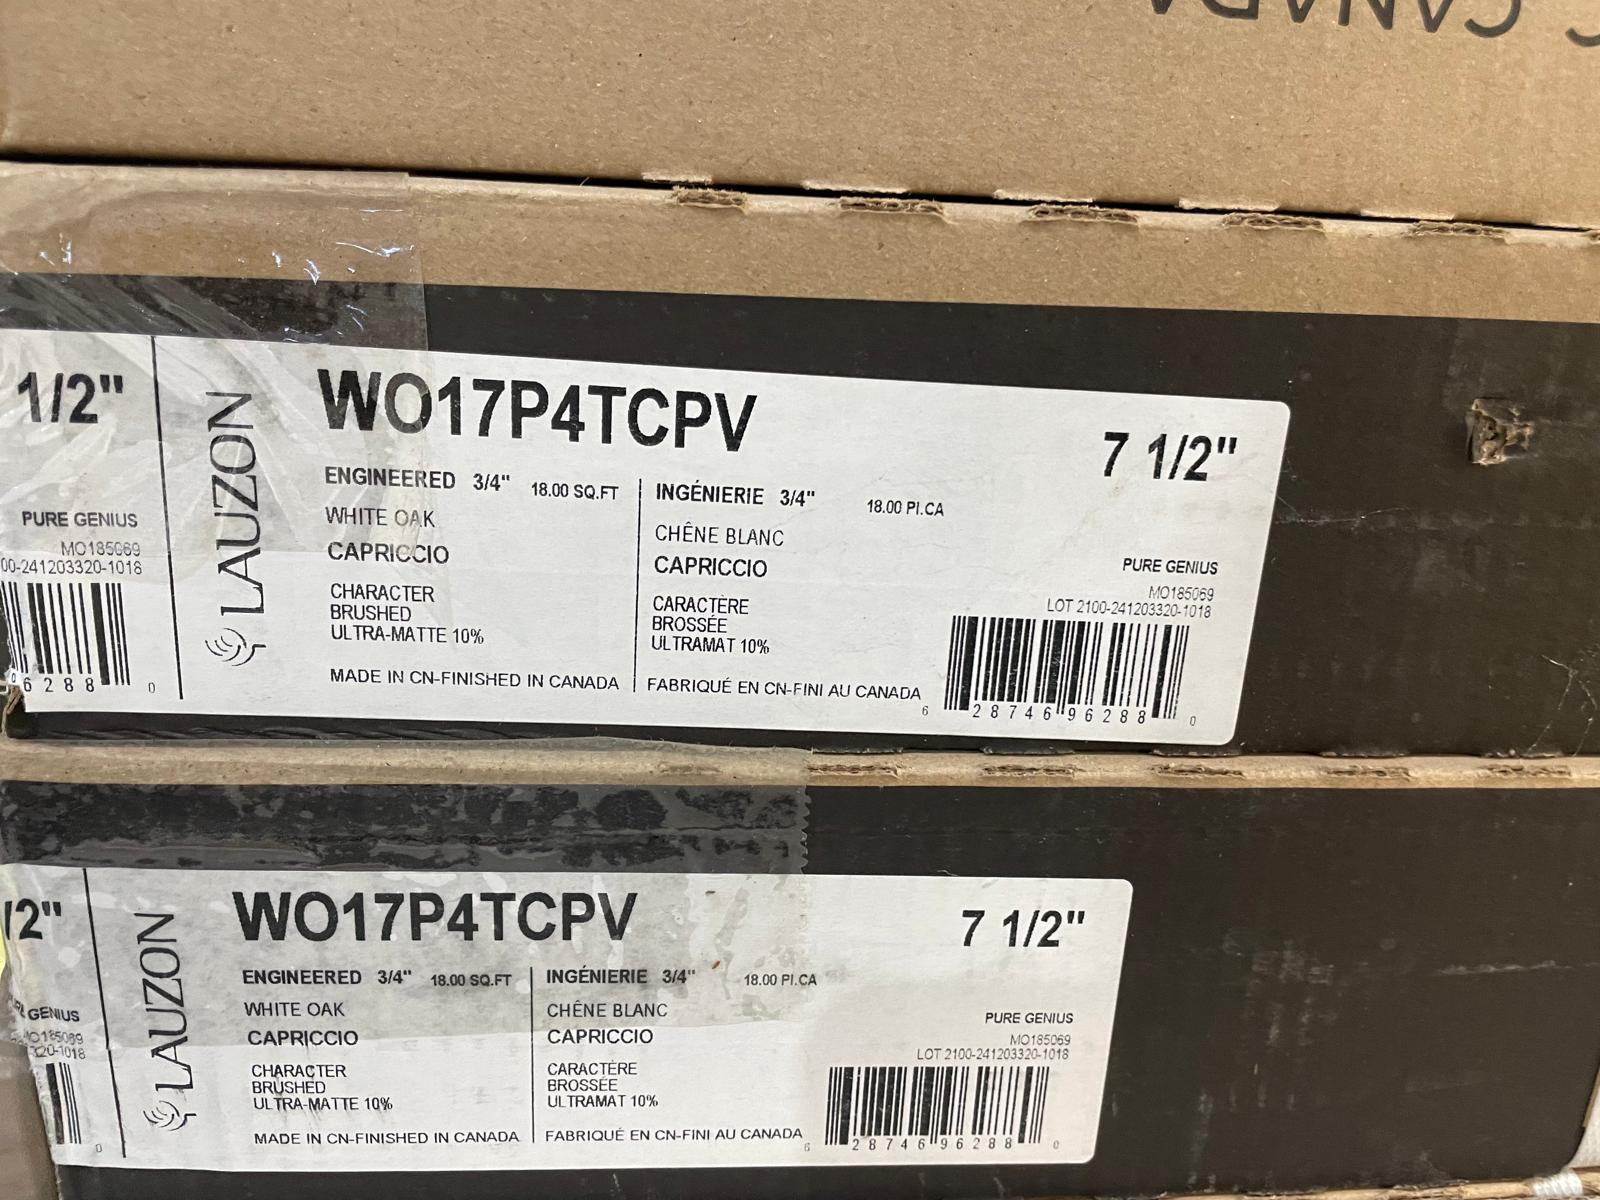 CANADA
1/2"
PURE GENIUS
MO185069
00-241203320-1018
6288 0
LAUZON
WO17P4TCPV
7 1/2"
ENGINEERED 3/4" 18.00 SQ.FT
WHITE OAK
CAPRICCIO
CHARACTER
BRUSHED
ULTRA-MATTE 10%
MADE IN CN-FINISHED IN CANADA
INGÉNIERIE 3/4" 18.00 PI.CA
CHÊNE BLANC
CAPRICCIO
CARACTÈRE
BROSSÉE
ULTRAMAT 10%
FABRIQUÉ EN CN-FINI AU CANADA
PURE GENIUS
MO185069
LOT 2100-241203320-1018
6 28746 96288 0
/2"
GENIUS
320-1018
0
LAUZON
WO17P4TCPV
7 1/2"
ENGINEERED 3/4" 18.00 SQ.FT
WHITE OAK
CAPRICCIO
CHARACTER
BRUSHED
ULTRA-MATTE 10%
MADE IN CN-FINISHED IN CANADA
INGÉNIERIE 3/4" 18.00 PI.CA
CHÊNE BLANC
CAPRICCIO
CARACTÈRE
BROSSÉE
ULTRAMAT 10%
FABRIQUÉ EN CN-FINI AU CANADA
PURE GENIUS
MO185069
LOT 2100-241203320-1018
6 28746 96288 0